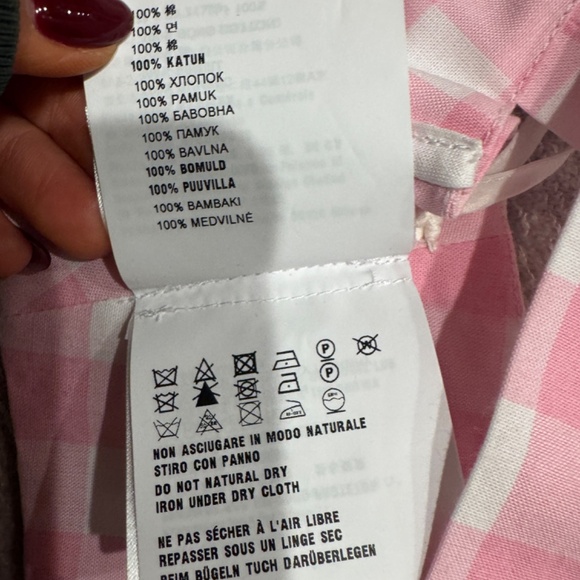 100% 棉
100% 면
100% 棉
100% KATUN
100% ХЛОПОК
100% PAMUK
100% БАВОВНА
100% ПАМУК
100% BAVLNA
100% BOMULD
100% PUUVILLA
100% BAMBAKI
100% MEDVILNĖ
P
W
P
NON ASCIUGARE IN MODO NATURALE
STIRO CON PANNO
DO NOT NATURAL DRY
IRON UNDER DRY CLOTH
NE PAS SÉCHER À L'AIR LIBRE
REPASSER SOUS UN LINGE SEC
BEIM BÜGELN TUCH DARÜBERLEGEN